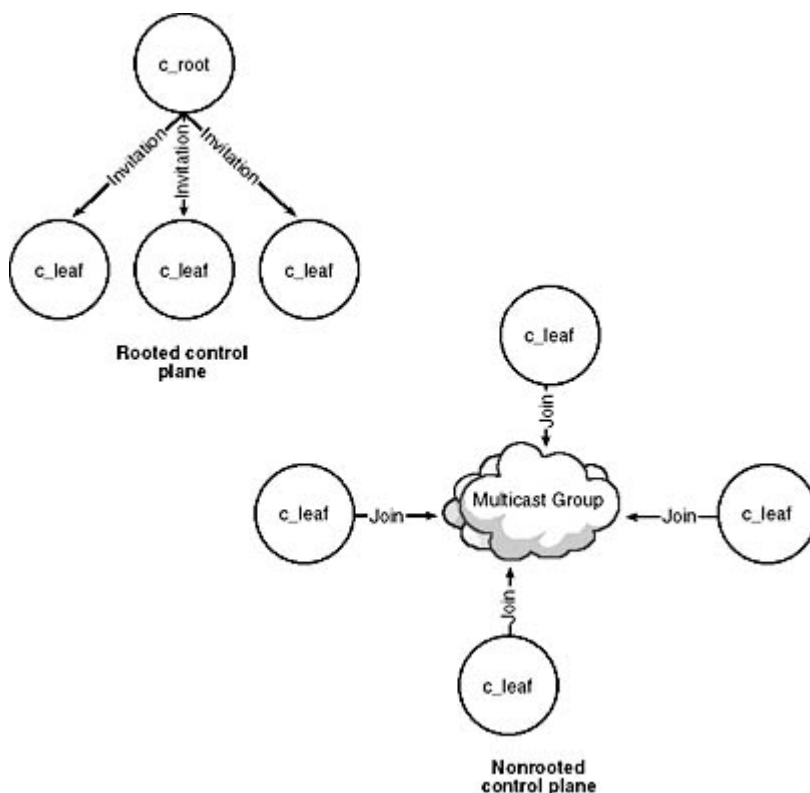 c_root
Invitation
Invitation
Invitation
c_leaf
c_leaf
c_leaf
Rooted control
plane
c_leaf
Join
c_leaf
Join
Multicast Group
Join
c_leaf
Join
c_leaf
Nonrooted
control plane